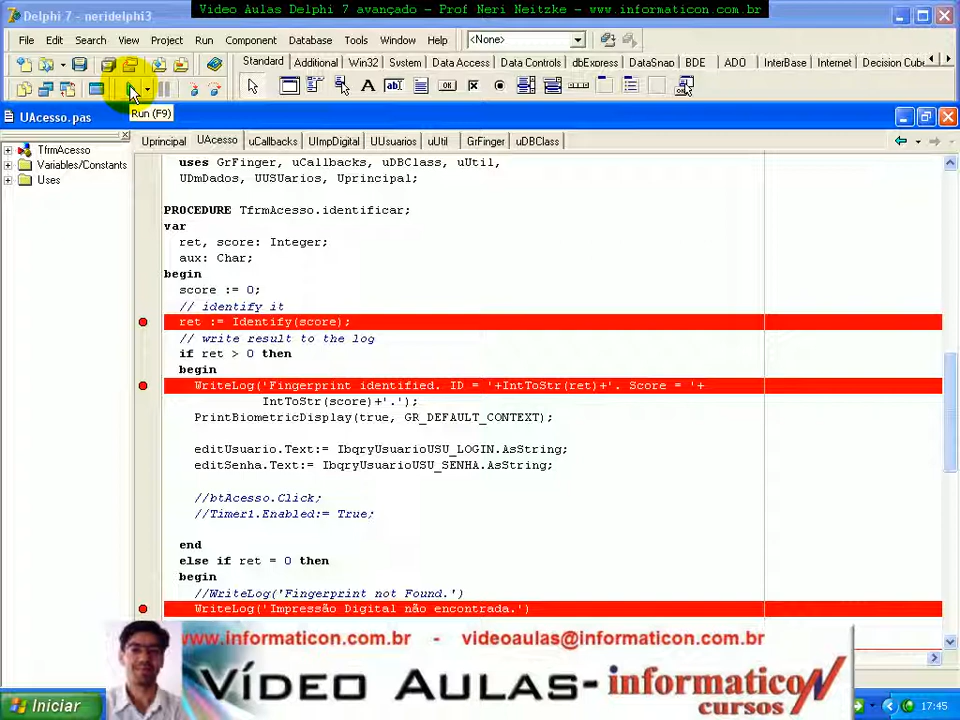 Video Aulas Delphi 7 avançado - Prof Neri Neitzke - www.informaticon.com.br
Delphi 7 - neridelphi3
File Edit Search View Project Run Component Database Tools Window Help <None>
Standard Additional Win32 System Data Access Data Controls dbExpress DataSnap BDE ADO InterBase Internet Decision Cube
Run (F9)
UAcesso.pas
TfrmAcesso
Variables/Constants
Uses
Uprincipal UAcesso uCallbacks UImpDigital UUsuarios uUtil GrFinger uDBClass
uses GrFinger, uCallbacks, uDBClass, uUtil,
UDmDados, UUSUarios, Uprincipal;
PROCEDURE TfrmAcesso.identificar;
var
ret, score: Integer;
aux: Char;
begin
score := 0;
// identify it
ret := Identify(score);
// write result to the log
if ret > 0 then
begin
WriteLog('Fingerprint identified. ID = '+IntToStr(ret)+'. Score = '+
IntToStr(score)+'.');
PrintBiometricDisplay(true, GR_DEFAULT_CONTEXT);
editUsuario.Text:= IbqryUsuarioUSU_LOGIN.AsString;
editSenha.Text:= IbqryUsuarioUSU_SENHA.AsString;
//btAcesso.Click;
//Timer1.Enabled:= True;
end
else if ret = 0 then
begin
//WriteLog('Fingerprint not Found.')
WriteLog('Impressão Digital não encontrada.')
www.informaticon.com.br - videoaulas@informaticon.com.br
Vídeo Aulas- informaticon
cursos
Iniciar
17:45